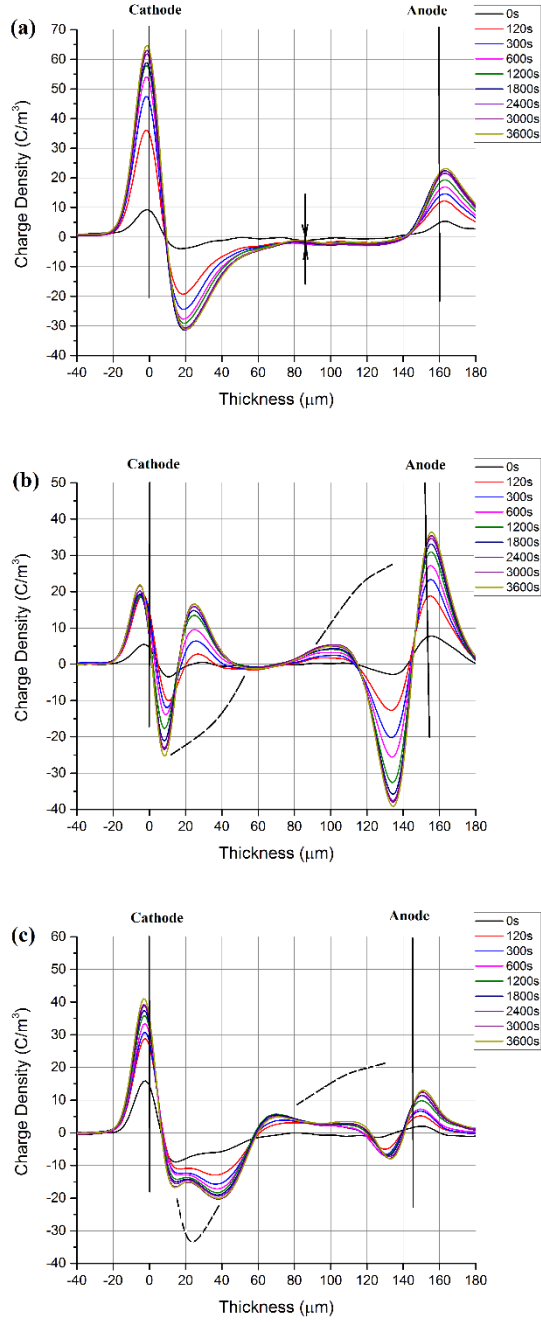 Cathode
Anode
(a)
70
60
50
40
30
20
10
0
-10
-20
-30
-40
Charge Density (C/m³)
-40 -20 0 20 40 60 80 100 120 140 160 180
Thickness (μm)
0s
120s
300s
600s
1200s
1800s
2400s
3000s
3600s
Cathode
Anode
(b)
50
40
30
20
10
0
-10
-20
-30
-40
Charge Density (C/m³)
-40 -20 0 20 40 60 80 100 120 140 160 180
Thickness (μm)
0s
120s
300s
600s
1200s
1800s
2400s
3000s
3600s
Cathode
Anode
(c)
60
50
40
30
20
10
0
-10
-20
-30
-40
Charge Density (C/m³)
-40 -20 0 20 40 60 80 100 120 140 160 180
Thickness (μm)
0s
120s
300s
600s
1200s
1800s
2400s
3000s
3600s